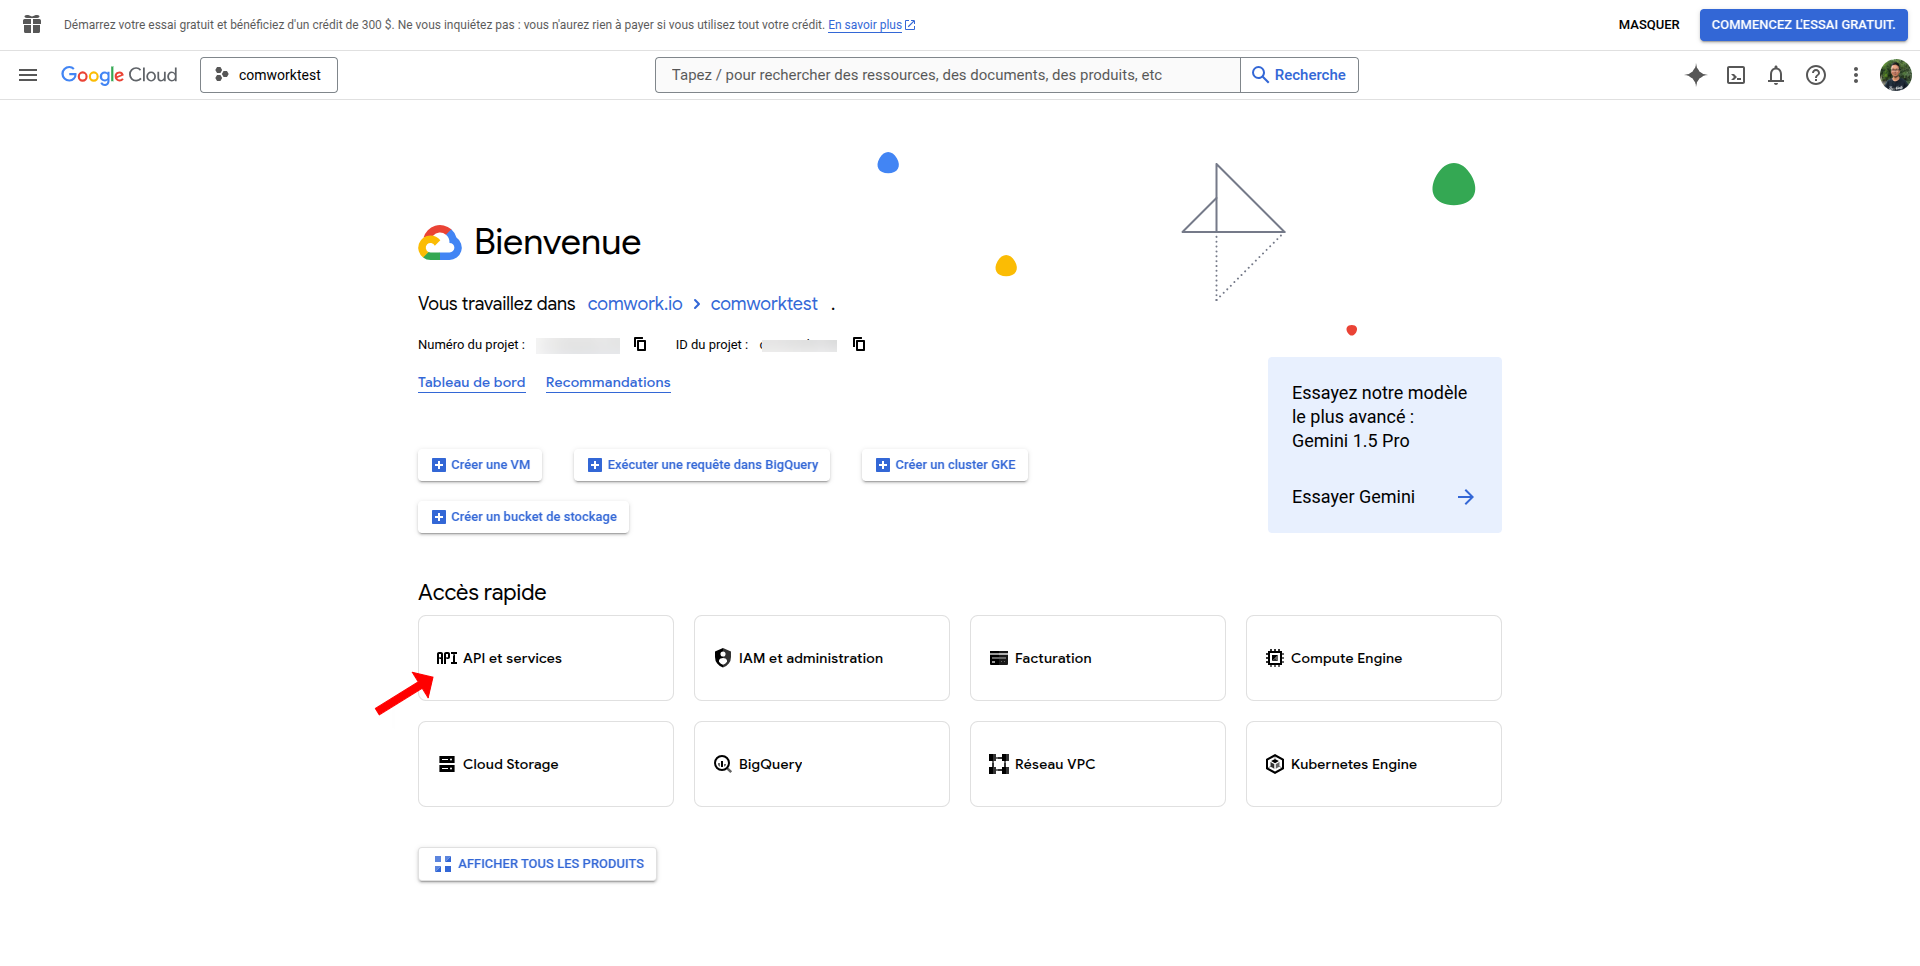 Démarrez votre essai gratuit et bénéficiez d'un crédit de 300 $. Ne vous inquiétez pas : vous n'aurez rien à payer si vous utilisez tout votre crédit. En savoir plus
MASQUER
COMMENCEZ L'ESSAI GRATUIT.
Google Cloud
comworktest
Tapez / pour rechercher des ressources, des documents, des produits, etc
Recherche
Bienvenue
Vous travaillez dans comwork.io > comworktest .
Numéro du projet :
ID du projet :
Tableau de bord
Recommandations
Essayez notre modèle
le plus avancé :
Gemini 1.5 Pro
Essayer Gemini
Créer une VM
Exécuter une requête dans BigQuery
Créer un cluster GKE
Créer un bucket de stockage
Accès rapide
API API et services
IAM et administration
Facturation
Compute Engine
Cloud Storage
BigQuery
Réseau VPC
Kubernetes Engine
AFFICHER TOUS LES PRODUITS